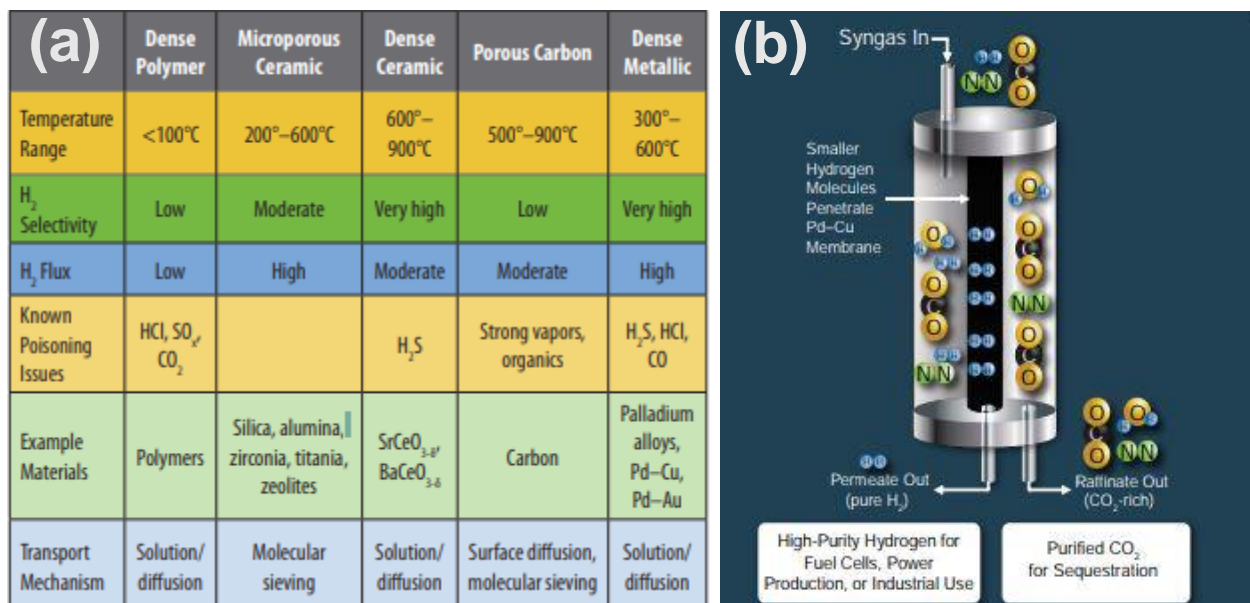 (a)
Dense Polymer
Microporous Ceramic
Dense Ceramic
Porous Carbon
Dense Metallic
Temperature Range
<100°C
200°–600°C
600°–900°C
500°–900°C
300°–600°C
H₂ Selectivity
Low
Moderate
Very high
Low
Very high
H₂ Flux
Low
High
Moderate
Moderate
High
Known Poisoning Issues
HCl, SOₓ, CO₂
H₂S
Strong vapors, organics
H₂S, HCl, CO
Example Materials
Polymers
Silica, alumina, zirconia, titania, zeolites
SrCeO₃₋δ, BaCeO₃₋δ
Carbon
Palladium alloys, Pd–Cu, Pd–Au
Transport Mechanism
Solution/ diffusion
Molecular sieving
Solution/ diffusion
Surface diffusion, molecular sieving
Solution/ diffusion
(b)
Syngas In
H H
O
N N
C
O
Smaller
Hydrogen
Molecules
Penetrate
Pd–Cu
Membrane
O
H H
O
C
O
N N
O
C
O
O
H H
H H
O
C
O
H H
N N
H H
H H
H H
H H
H H
O
C
O
O
H H
N N
H H
Permeate Out
(pure H₂)
Raffinate Out
(CO₂-rich)
High-Purity Hydrogen for
Fuel Cells, Power
Production, or Industrial Use
Purified CO₂
for Sequestration